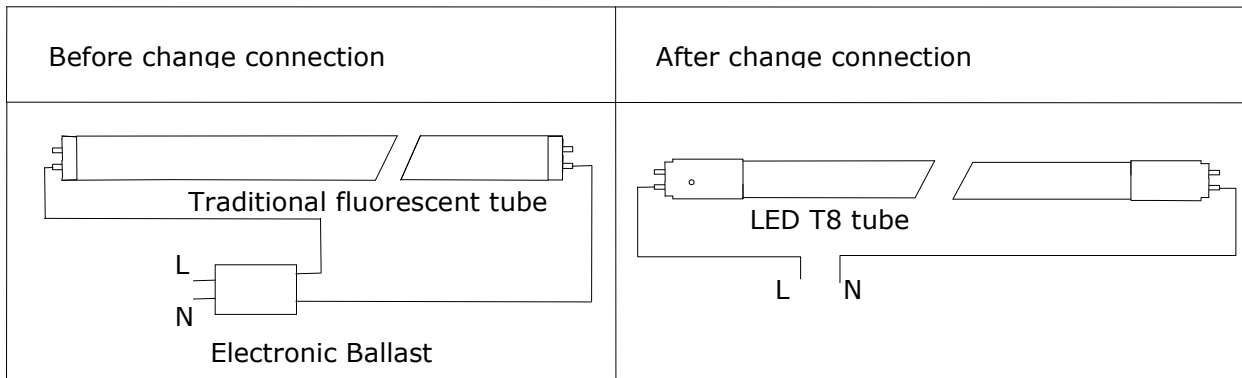 Before change connection
After change connection
Traditional fluorescent tube
L
N
Electronic Ballast
LED T8 tube
L N